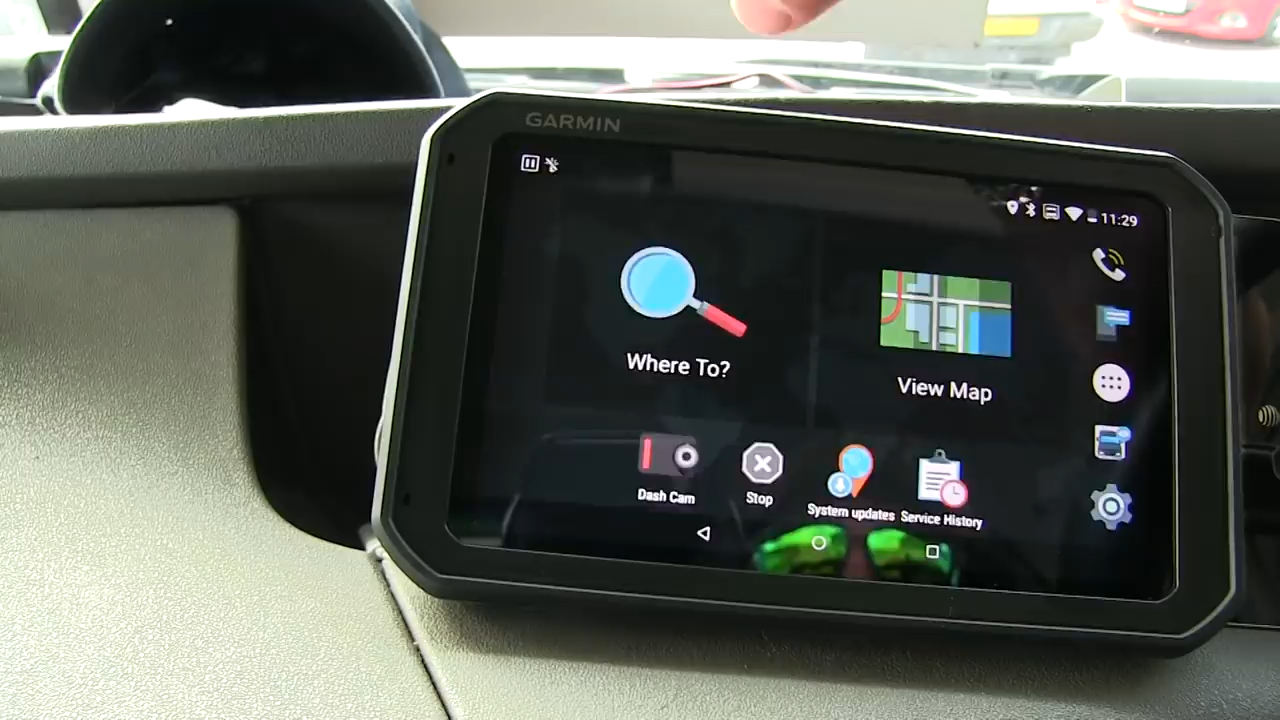 GARMIN
11:29
Where To?
View Map
Dash Cam
Stop
System updates
Service History